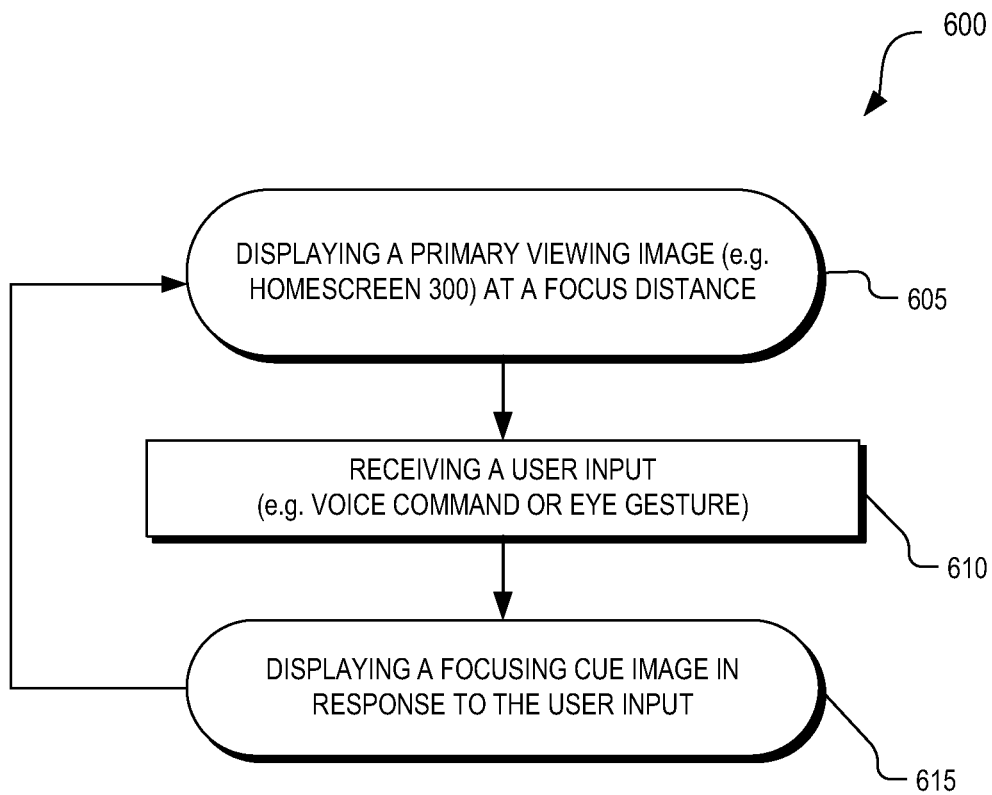 600
DISPLAYING A PRIMARY VIEWING IMAGE (e.g.
HOMESCREEN 300) AT A FOCUS DISTANCE
605
RECEIVING A USER INPUT
(e.g. VOICE COMMAND OR EYE GESTURE)
610
DISPLAYING A FOCUSING CUE IMAGE IN
RESPONSE TO THE USER INPUT
615